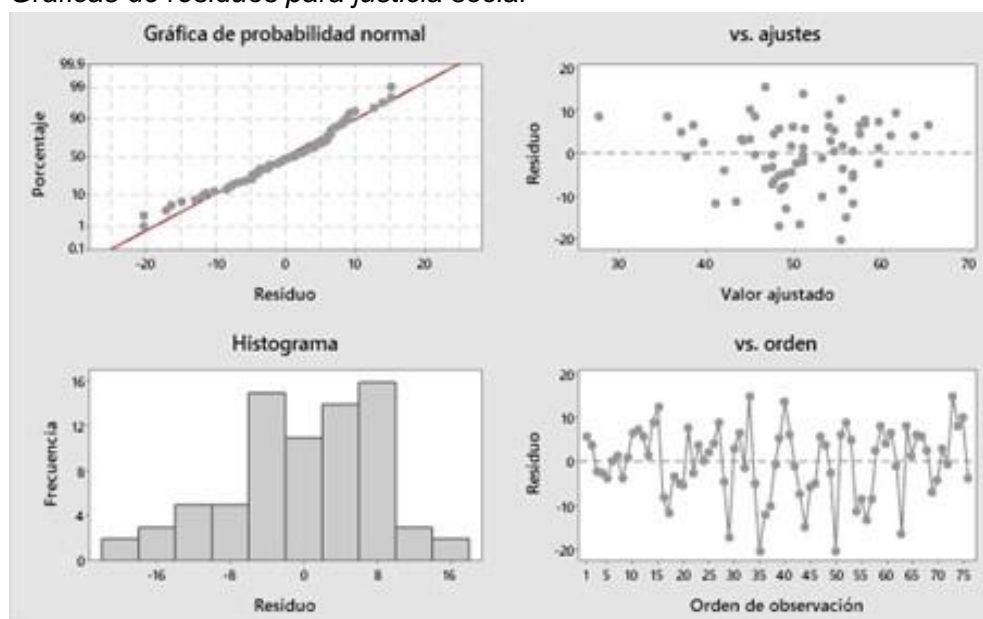 Gráficas de residuos para justicia social
Gráfica de probabilidad normal
99.9
99
90
50
10
1
0.1
Porcentaje
-20 -10 0 10 20
Residuo
vs. ajustes
20
10
0
-10
-20
Residuo
30 40 50 60 70
Valor ajustado
Histograma
16
12
8
4
0
Frecuencia
-16 -8 0 8 16
Residuo
vs. orden
20
10
0
-10
-20
Residuo
1 5 10 15 20 25 30 35 40 45 50 55 60 65 70 75
Orden de observación